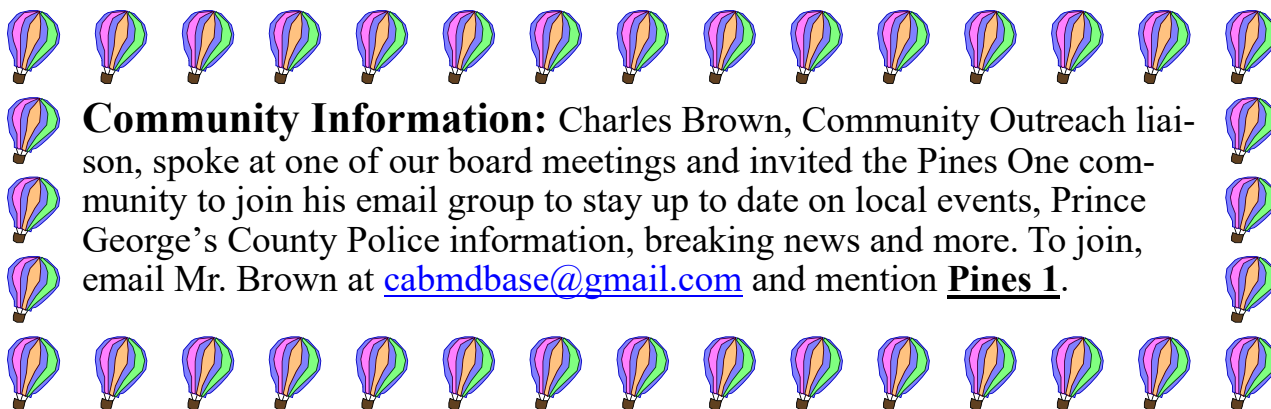 Community Information: Charles Brown, Community Outreach liai-
son, spoke at one of our board meetings and invited the Pines One com-
munity to join his email group to stay up to date on local events, Prince
George’s County Police information, breaking news and more. To join,
email Mr. Brown at cabmdbase@gmail.com and mention Pines 1.